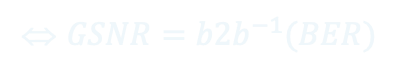 ⇔ GSNR = b2b⁻¹(BER)